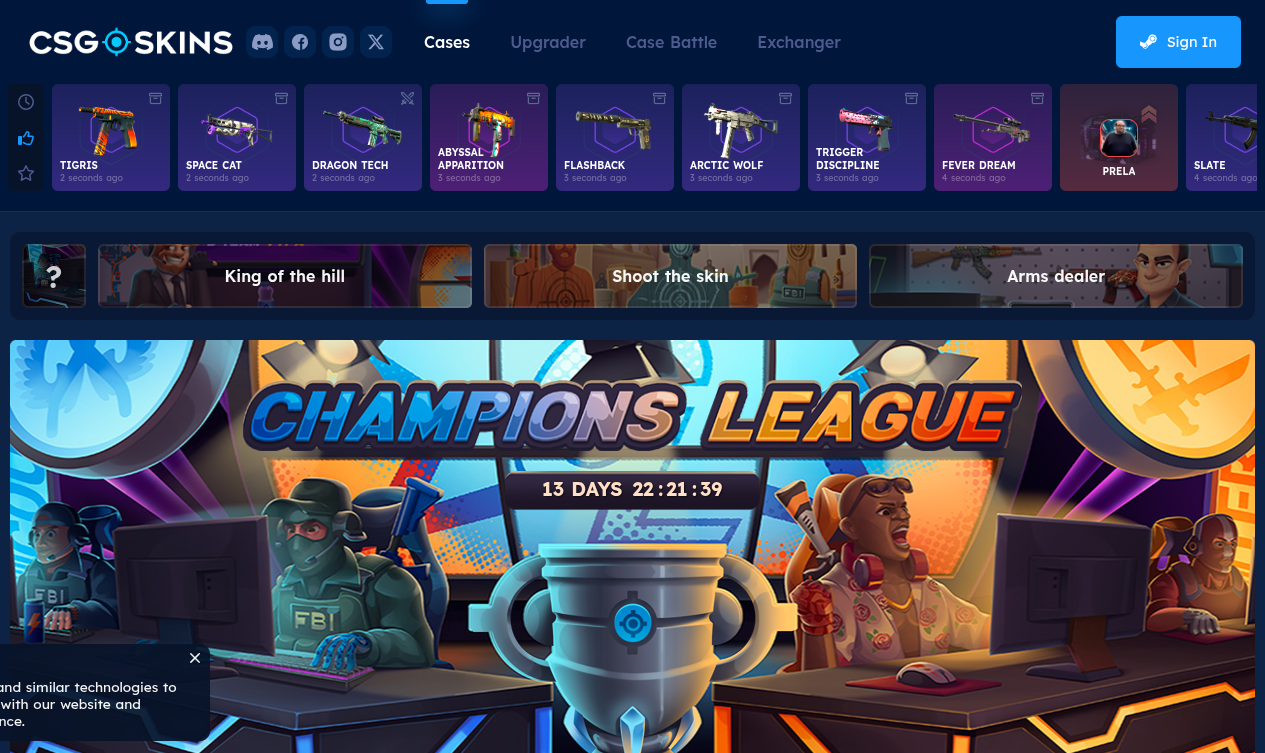 CSGOSKINS
Cases
Upgrader
Case Battle
Exchanger
Sign In
TIGRIS
2 seconds ago
SPACE CAT
2 seconds ago
DRAGON TECH
2 seconds ago
ABYSSAL
APPARITION
3 seconds ago
FLASHBACK
3 seconds ago
ARCTIC WOLF
3 seconds ago
TRIGGER
DISCIPLINE
3 seconds ago
FEVER DREAM
4 seconds ago
PRELA
SLATE
4 seconds ago
?
King of the hill
Shoot the skin
FBI
Arms dealer
CHAMPIONS LEAGUE
13 DAYS 22:21:39
FBI
and similar technologies to
with our website and
nce.